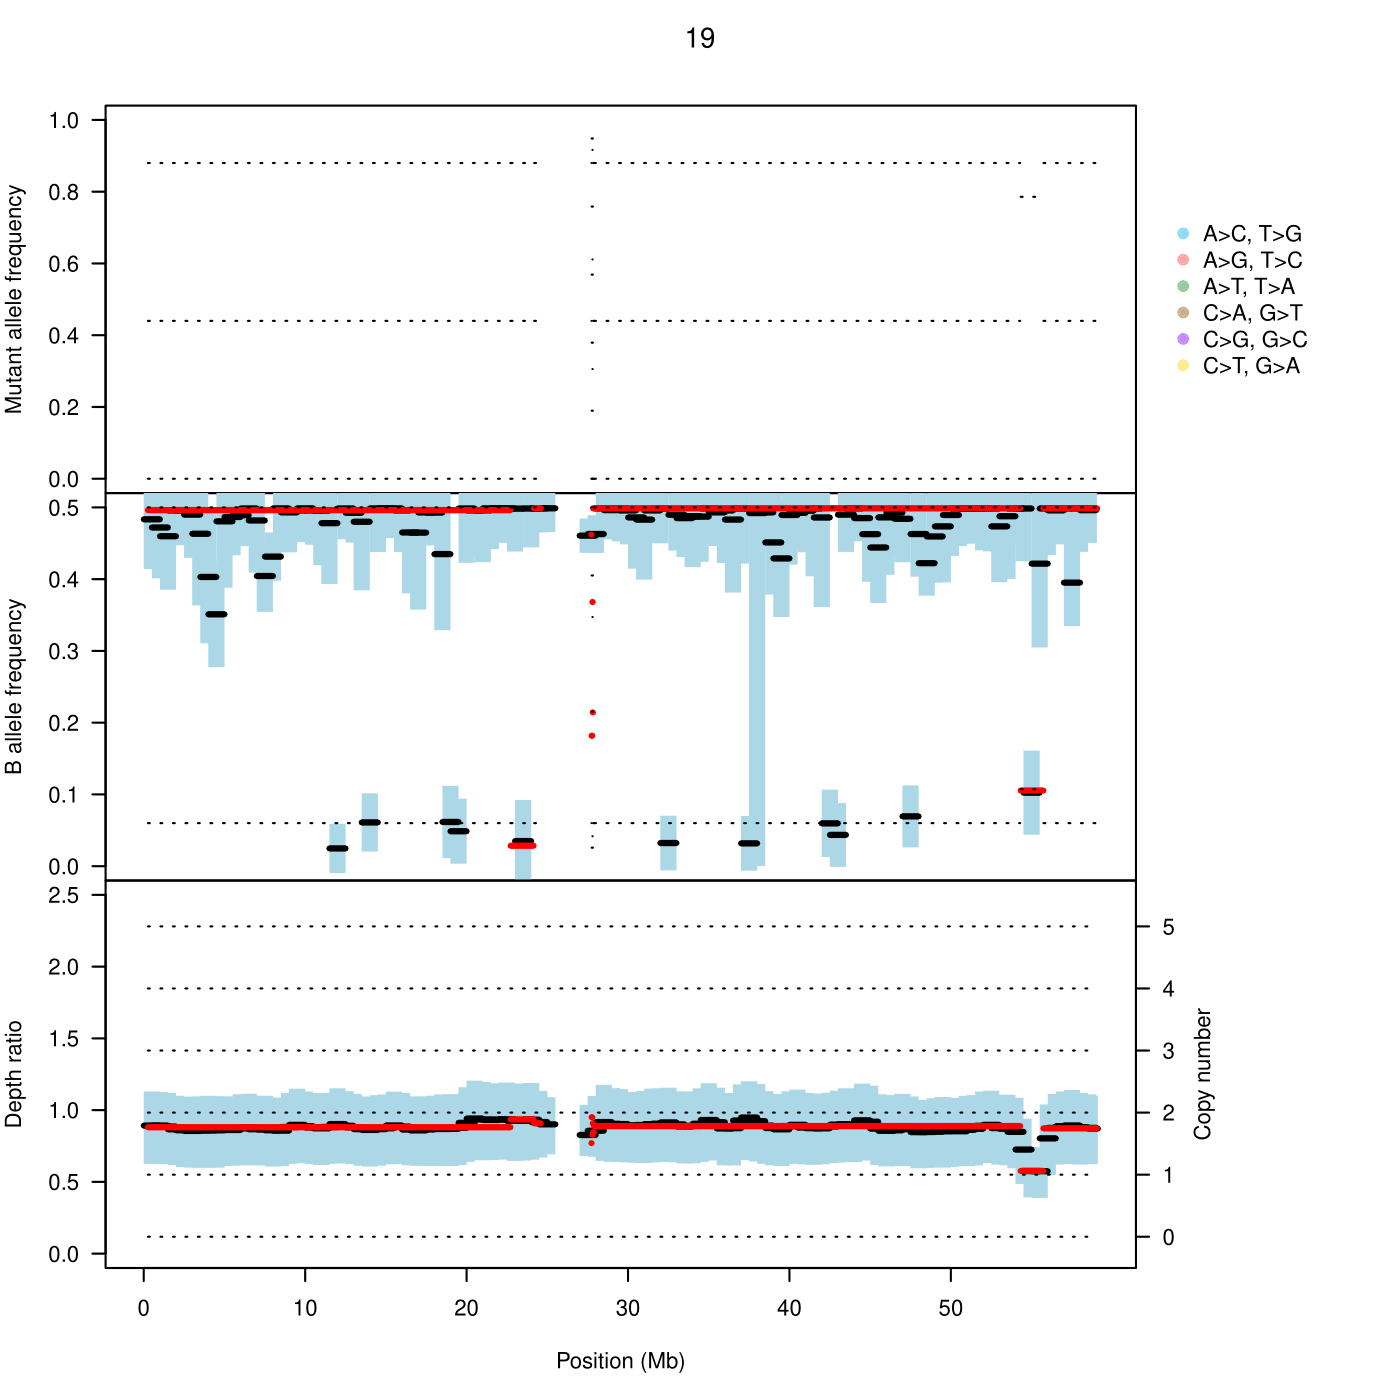 19
Mutant allele frequency
1.0
0.8
0.6
0.4
0.2
0.0
A>C, T>G
A>G, T>C
A>T, T>A
C>A, G>T
C>G, G>C
C>T, G>A
B allele frequency
0.5
0.4
0.3
0.2
0.1
0.0
Depth ratio
2.5
2.0
1.5
1.0
0.5
0.0
5
4
3
2
1
0
Copy number
0 10 20 30 40 50
Position (Mb)